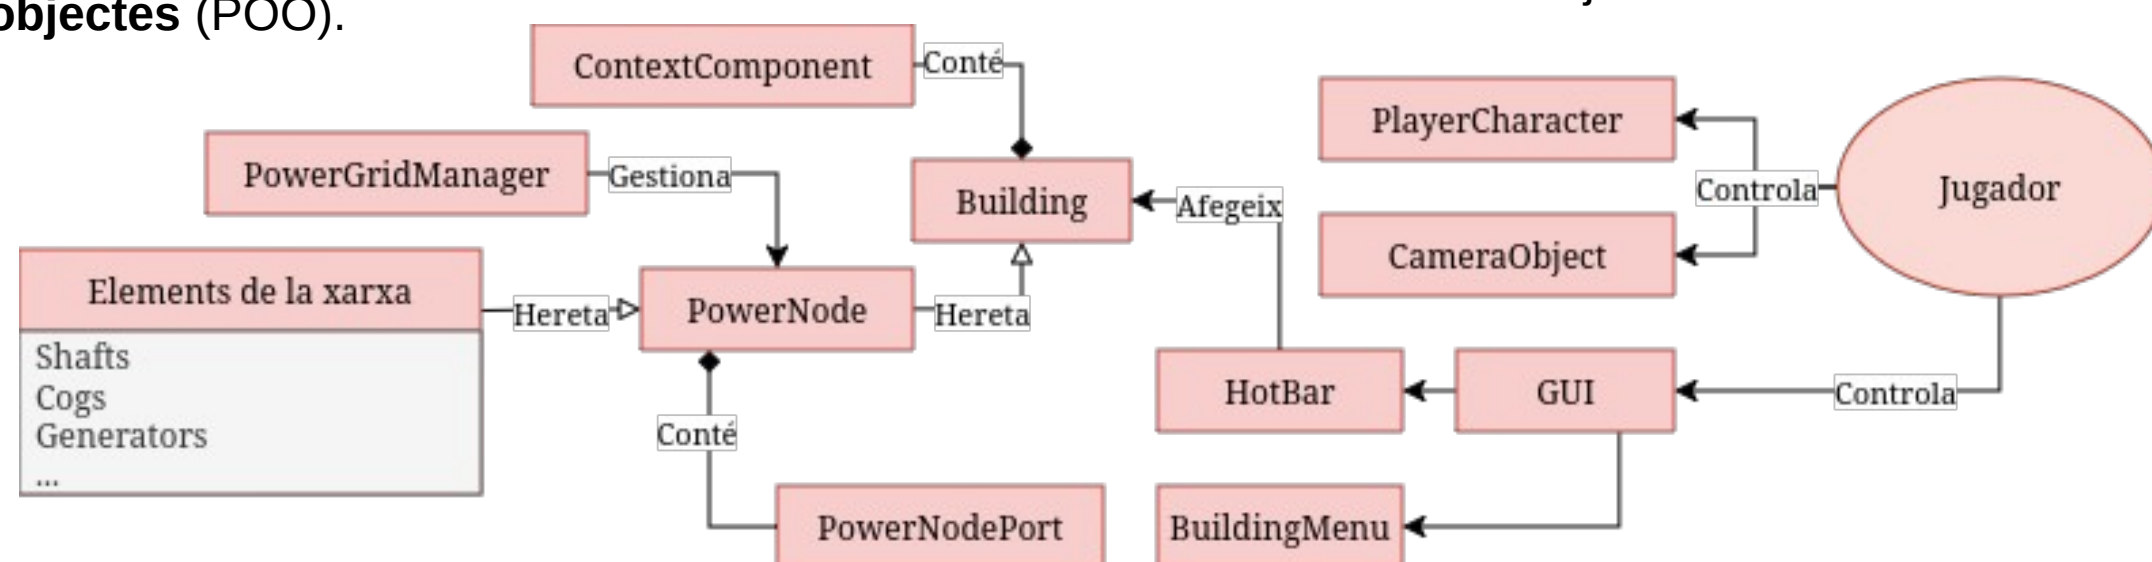 objectes (POO).
ContextComponent
Conté
PlayerCharacter
PowerGridManager
Gestiona
Building
Afegeix
Controla
Jugador
CameraObject
Elements de la xarxa
Hereta
PowerNode
Hereta
Shafts
Cogs
Generators
...
Conté
HotBar
GUI
Controla
PowerNodePort
BuildingMenu